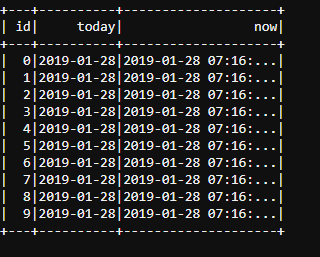 +---+----------+--------------------+
| id|     today|                 now|
+---+----------+--------------------+
|  0|2019-01-28|2019-01-28 07:16:...|
|  1|2019-01-28|2019-01-28 07:16:...|
|  2|2019-01-28|2019-01-28 07:16:...|
|  3|2019-01-28|2019-01-28 07:16:...|
|  4|2019-01-28|2019-01-28 07:16:...|
|  5|2019-01-28|2019-01-28 07:16:...|
|  6|2019-01-28|2019-01-28 07:16:...|
|  7|2019-01-28|2019-01-28 07:16:...|
|  8|2019-01-28|2019-01-28 07:16:...|
|  9|2019-01-28|2019-01-28 07:16:...|
+---+----------+--------------------+